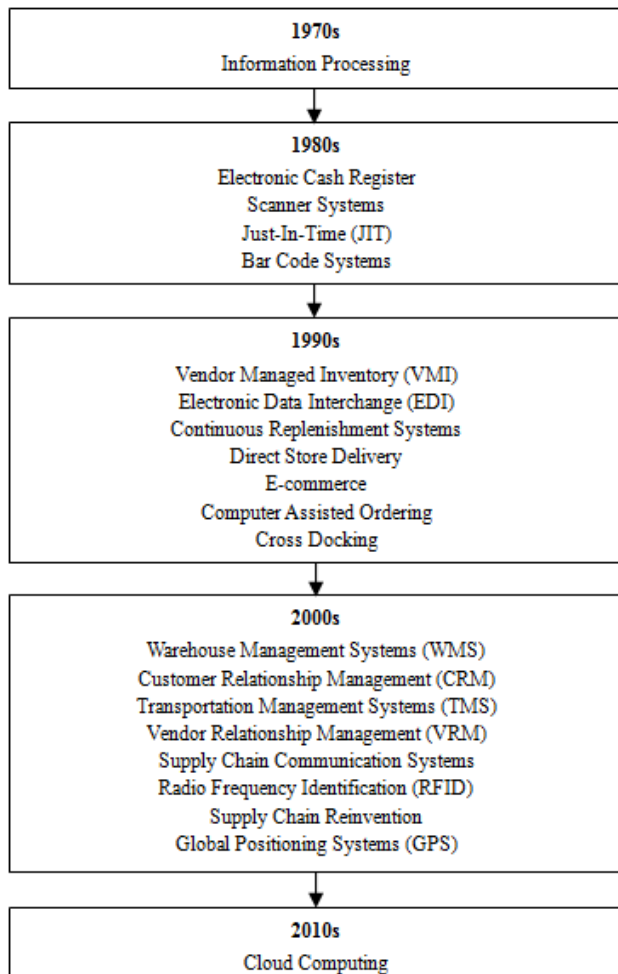 1970s
Information Processing
1980s
Electronic Cash Register
Scanner Systems
Just-In-Time (JIT)
Bar Code Systems
1990s
Vendor Managed Inventory (VMI)
Electronic Data Interchange (EDI)
Continuous Replenishment Systems
Direct Store Delivery
E-commerce
Computer Assisted Ordering
Cross Docking
2000s
Warehouse Management Systems (WMS)
Customer Relationship Management (CRM)
Transportation Management Systems (TMS)
Vendor Relationship Management (VRM)
Supply Chain Communication Systems
Radio Frequency Identification (RFID)
Supply Chain Reinvention
Global Positioning Systems (GPS)
2010s
Cloud Computing